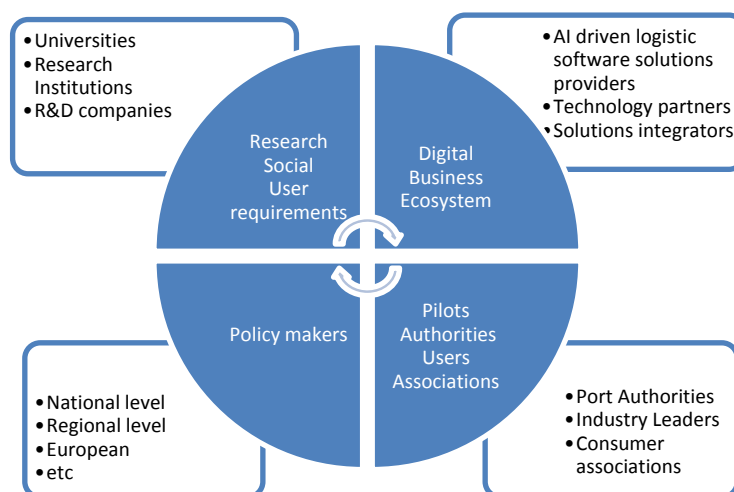 •Universities
•Research
Institutions
•R&D companies
•AI driven logistic
software solutions
providers
•Technology partners
•Solutions integrators
Research
Social
User
requirements
Digital
Business
Ecosystem
Policy makers
Pilots
Authorities
Users
Associations
•National level
•Regional level
•European
•etc
•Port Authorities
•Industry Leaders
•Consumer
associations